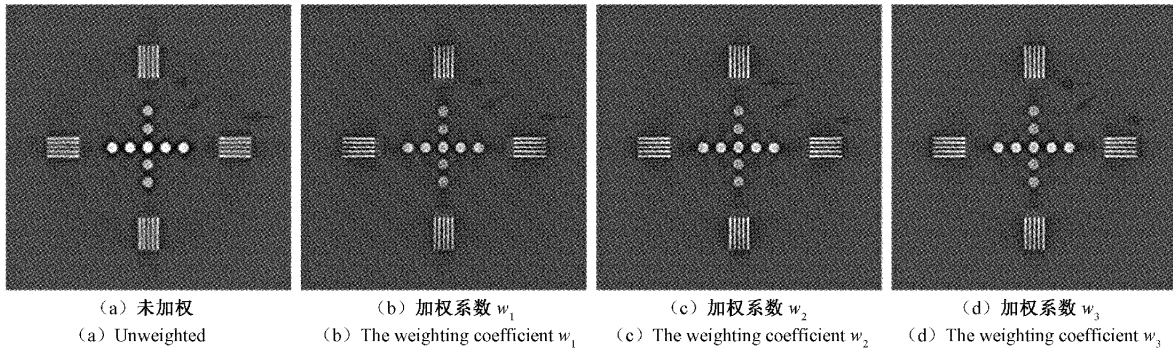 (a) 未加权
(b) 加权系数 w₁
(c) 加权系数 w₂
(d) 加权系数 w₃
(a) Unweighted
(b) The weighting coefficient w₁
(c) The weighting coefficient w₂
(d) The weighting coefficient w₃